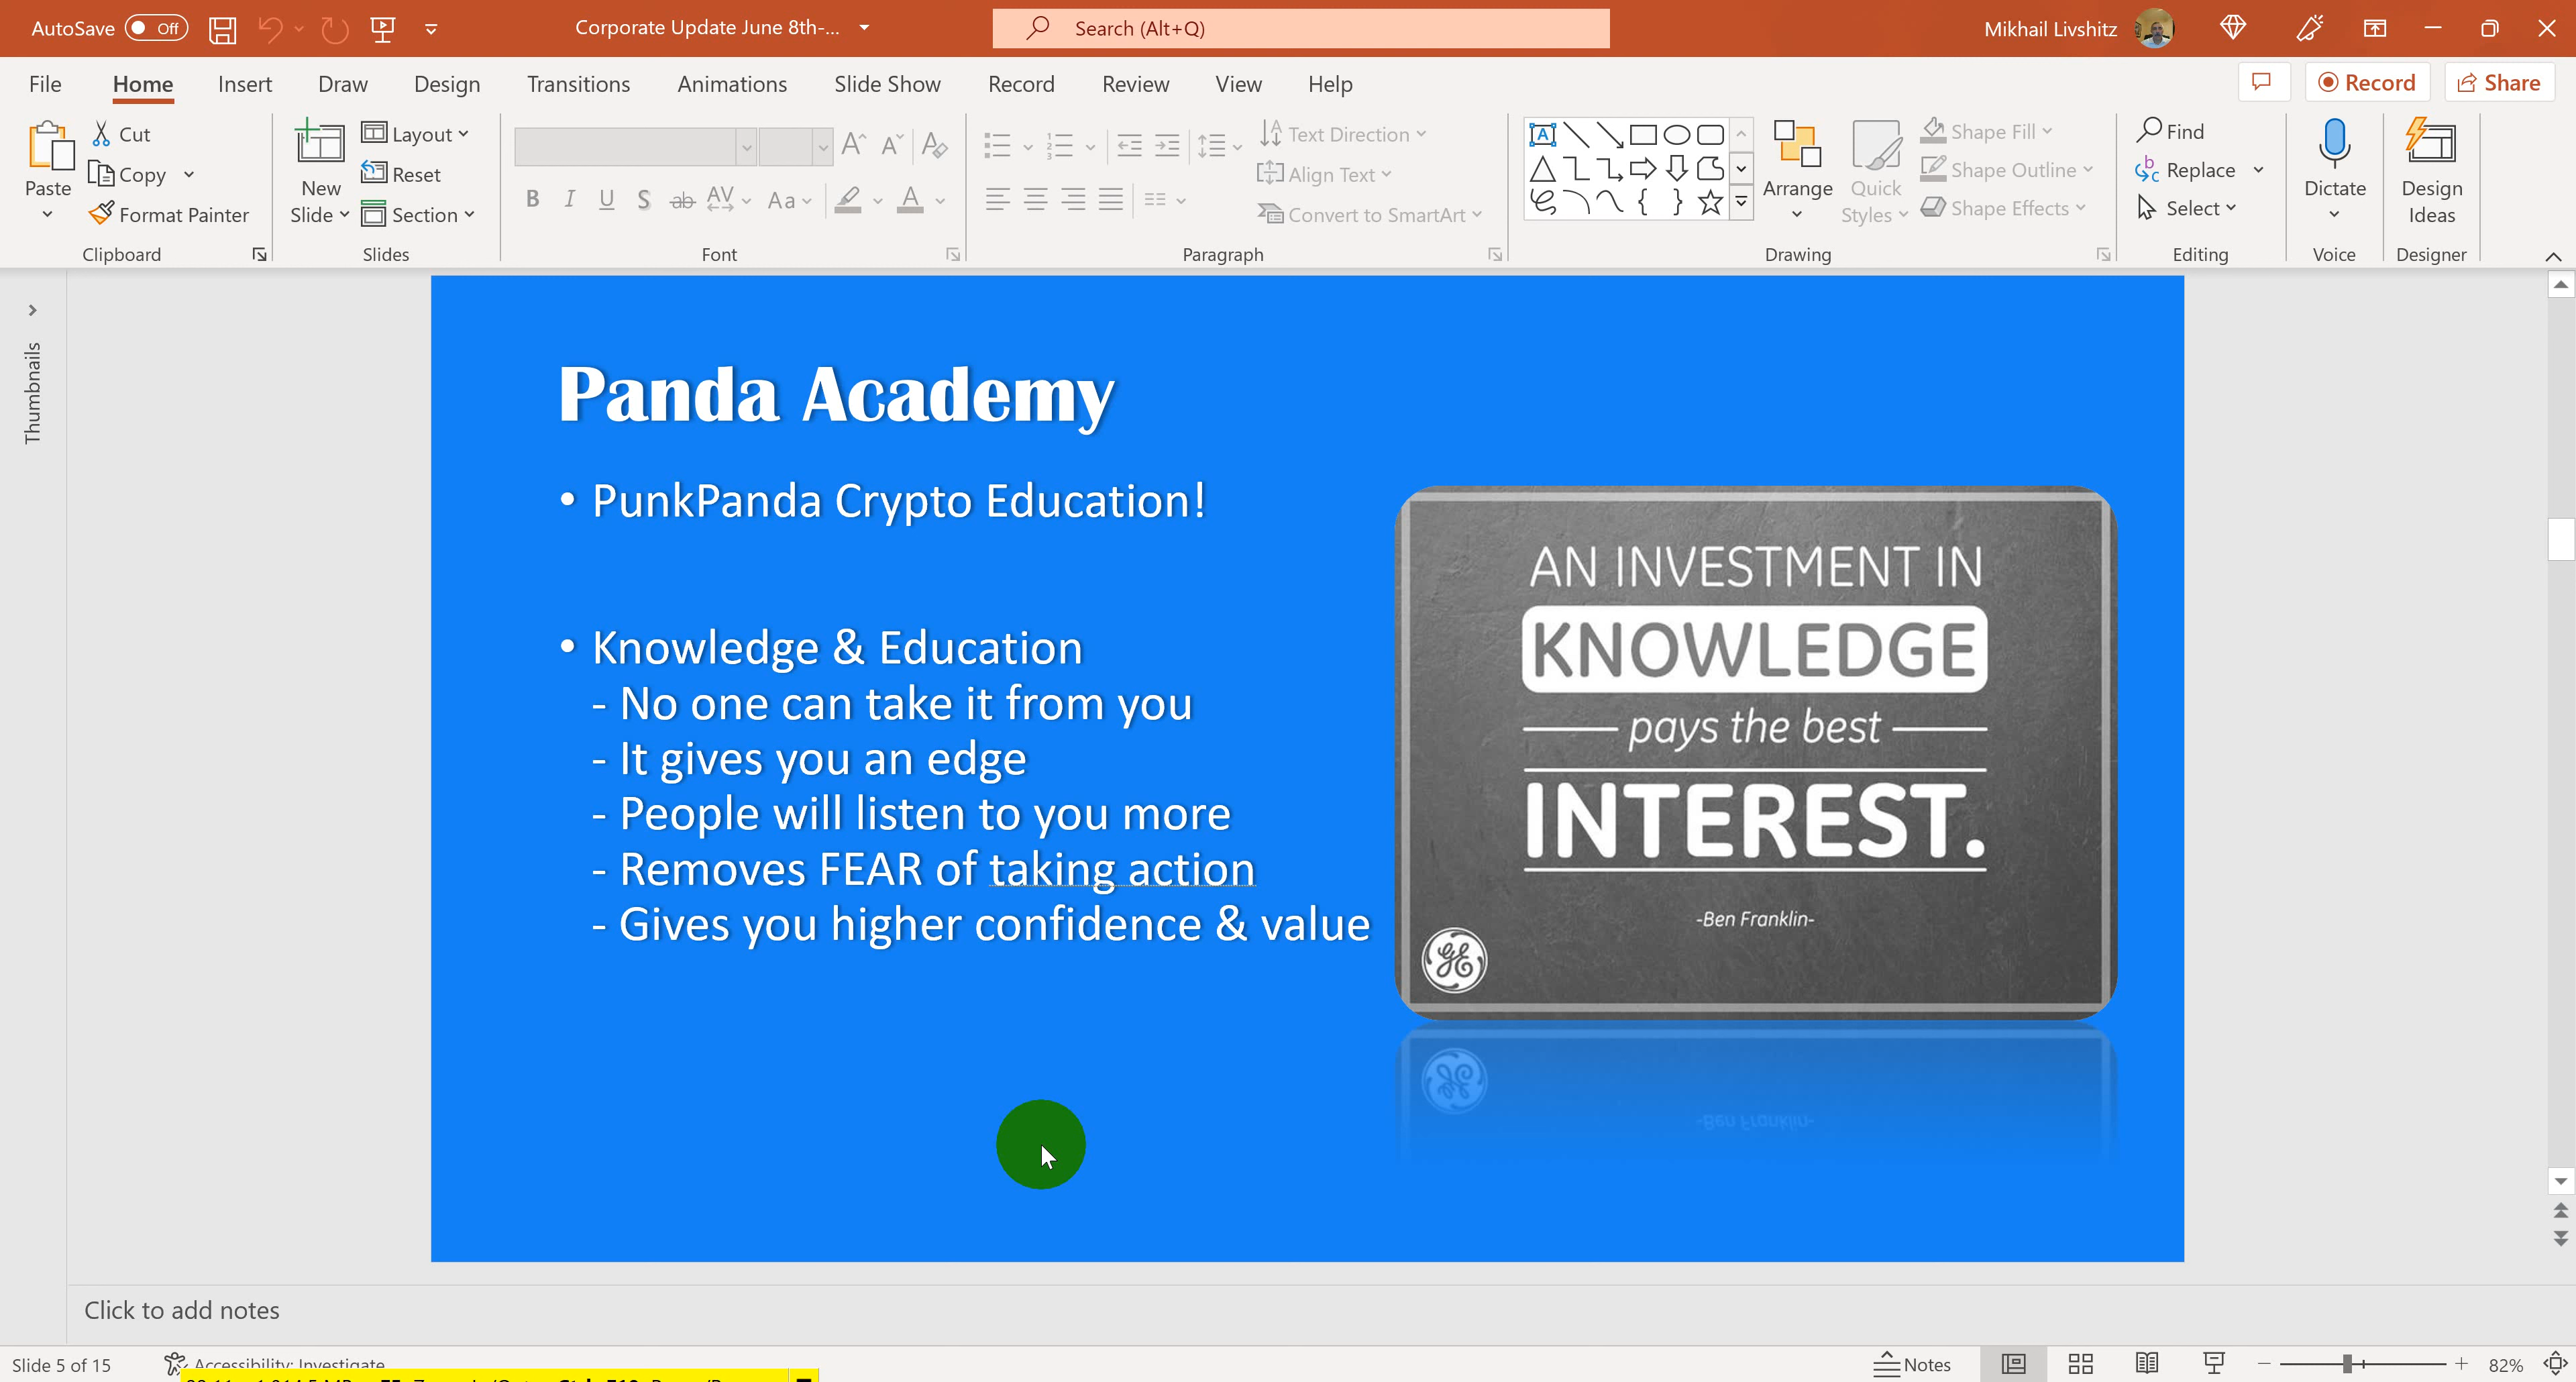 AutoSave Off
Corporate Update June 8th-...
Search (Alt+Q)
Mikhail Livshitz
File Home Insert Draw Design Transitions Animations Slide Show Record Review View Help
Record Share
Paste
Cut
Copy
Format Painter
Clipboard
New
Slide
Layout
Reset
Section
Slides
Font
Text Direction
Align Text
Convert to SmartArt
Paragraph
Arrange
Quick
Styles
Shape Fill
Shape Outline
Shape Effects
Drawing
Find
Replace
Select
Editing
Dictate
Voice
Design
Ideas
Designer
Thumbnails
Panda Academy
• PunkPanda Crypto Education!
• Knowledge & Education
- No one can take it from you
- It gives you an edge
- People will listen to you more
- Removes FEAR of taking action
- Gives you higher confidence & value
AN INVESTMENT IN
KNOWLEDGE
pays the best
INTEREST.
-Ben Franklin-
GE
Click to add notes
Slide 5 of 15
Accessibility: Investigate
Notes
82%